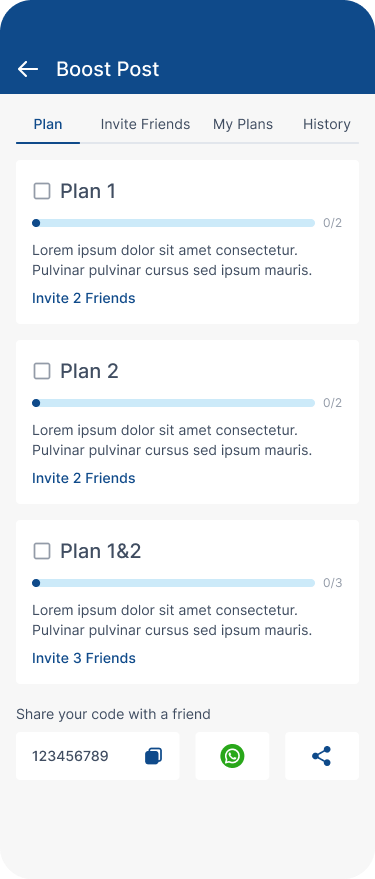 Boost Post
Plan Invite Friends My Plans History
Plan 1
0/2
Lorem ipsum dolor sit amet consectetur.
Pulvinar pulvinar cursus sed ipsum mauris.
Invite 2 Friends
Plan 2
0/2
Lorem ipsum dolor sit amet consectetur.
Pulvinar pulvinar cursus sed ipsum mauris.
Invite 2 Friends
Plan 1&2
0/3
Lorem ipsum dolor sit amet consectetur.
Pulvinar pulvinar cursus sed ipsum mauris.
Invite 3 Friends
Share your code with a friend
123456789